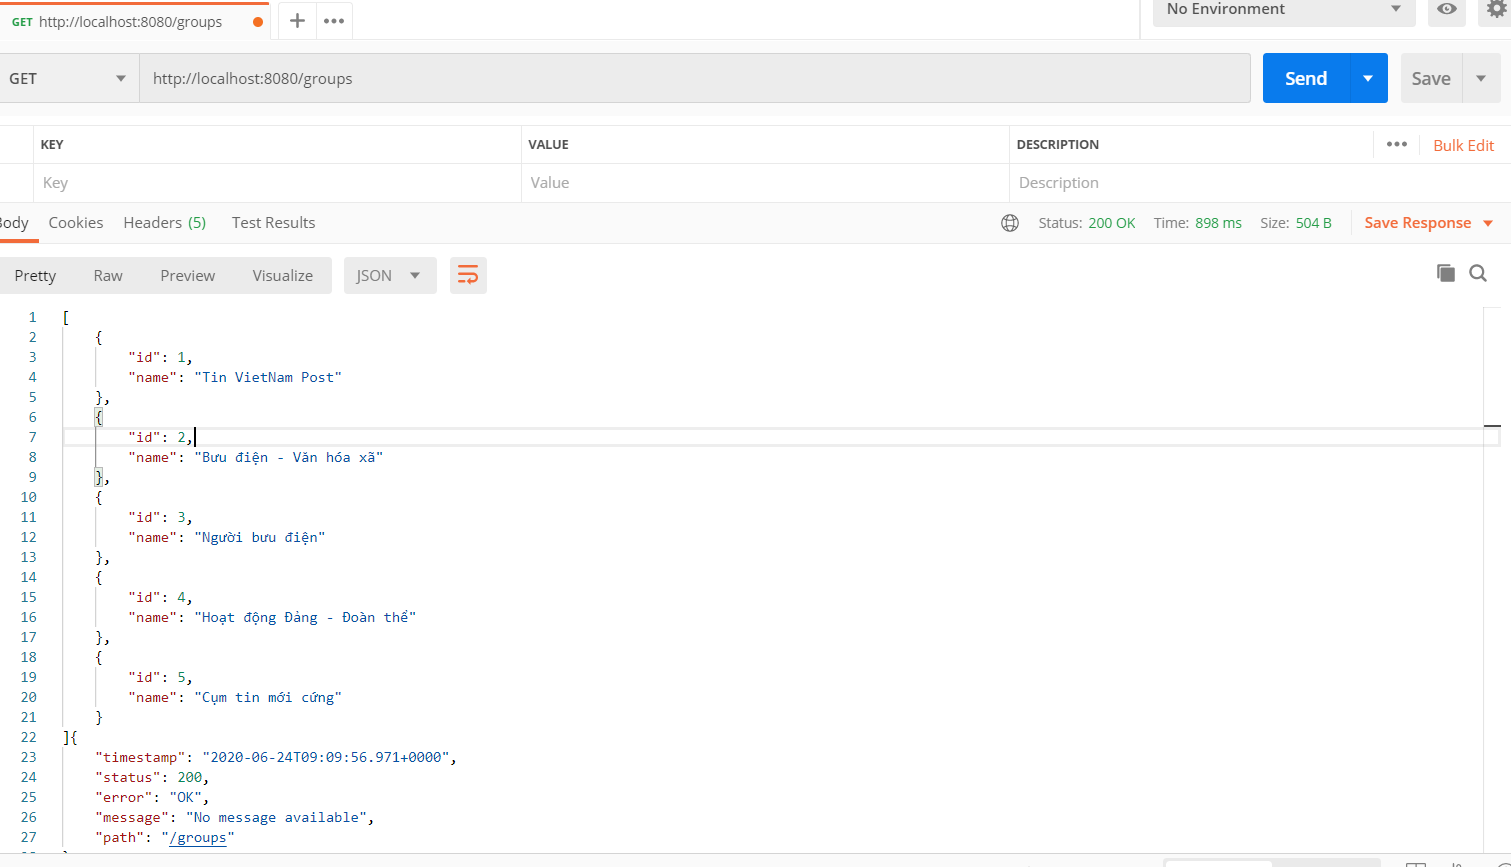 GET http://localhost:8080/groups
No Environment
GET http://localhost:8080/groups Send Save
KEY VALUE DESCRIPTION Bulk Edit
Key Value Description
Body Cookies Headers (5) Test Results Status: 200 OK Time: 898 ms Size: 504 B Save Response
Pretty Raw Preview Visualize JSON
1 [
2 {
3 "id": 1,
4 "name": "Tin VietNam Post"
5 },
6 {
7 "id": 2,
8 "name": "Bưu điện - Văn hóa xã"
9 },
10 {
11 "id": 3,
12 "name": "Người bưu điện"
13 },
14 {
15 "id": 4,
16 "name": "Hoạt động Đảng - Đoàn thể"
17 },
18 {
19 "id": 5,
20 "name": "Cụm tin mới cứng"
21 }
22 ]{
23 "timestamp": "2020-06-24T09:09:56.971+0000",
24 "status": 200,
25 "error": "OK",
26 "message": "No message available",
27 "path": "/groups"